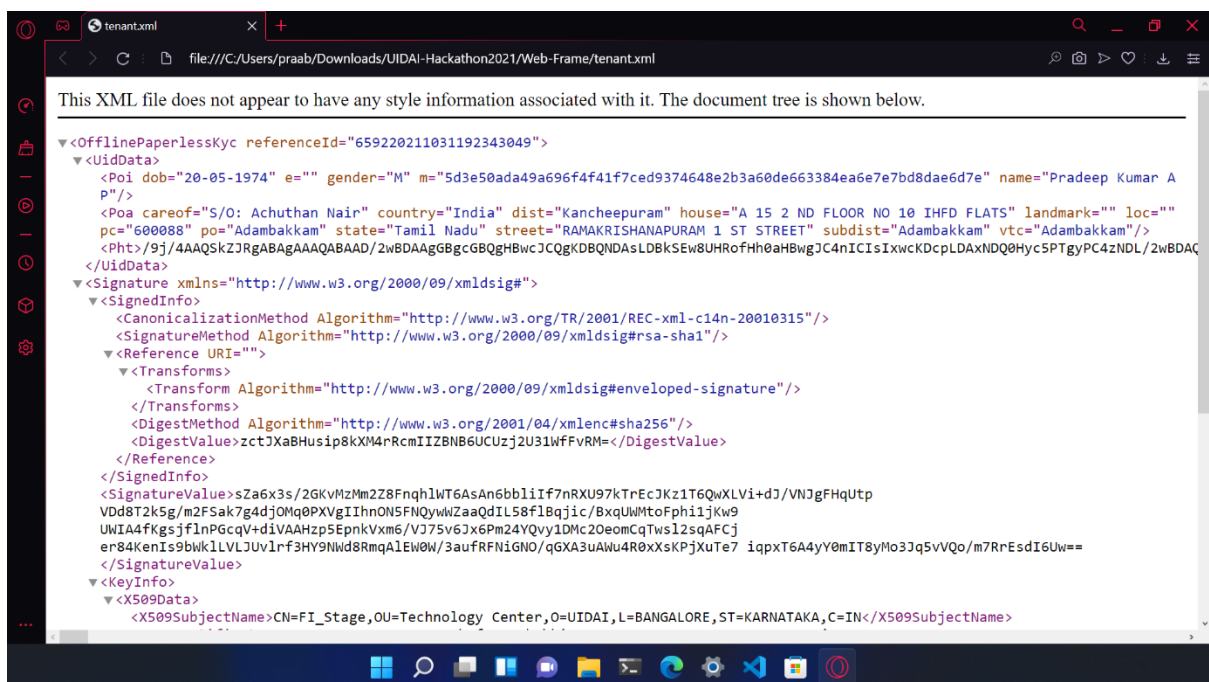 tenant.xml
file:///C:/Users/praab/Downloads/UIDAI-Hackathon2021/Web-Frame/tenant.xml
This XML file does not appear to have any style information associated with it. The document tree is shown below.
▼<OfflinePaperlessKyc referenceId="659220211031192343049">
▼<UidData>
<Poi dob="20-05-1974" e="" gender="M" m="5d3e50ada49a696f4f41f7ced9374648e2b3a60de663384ea6e7e7bd8dae6d7e" name="Pradeep Kumar A
P"/>
<Poa careof="S/O: Achuthan Nair" country="India" dist="Kancheepuram" house="A 15 2 ND FLOOR NO 10 IHFD FLATS" landmark="" loc=""
pc="600088" po="Adambakkam" state="Tamil Nadu" street="RAMAKRISHANAPURAM 1 ST STREET" subdist="Adambakkam" vtc="Adambakkam"/>
<Pht>/9j/4AAQSkZJRgABAgAAAQABAAD/2wBDAAgGBgcGBQgHBwcJCQgKDBQNDAsLDBkSEw8UHRofHh0aHBwgJC4nICIsIxwcKDcpLDAxNDQ0Hyc5PTgyPC4zNDL/2wBDAQ
</UidData>
▼<Signature xmlns="http://www.w3.org/2000/09/xmldsig#">
▼<SignedInfo>
<CanonicalizationMethod Algorithm="http://www.w3.org/TR/2001/REC-xml-c14n-20010315"/>
<SignatureMethod Algorithm="http://www.w3.org/2000/09/xmldsig#rsa-sha1"/>
▼<Reference URI="">
▼<Transforms>
<Transform Algorithm="http://www.w3.org/2000/09/xmldsig#enveloped-signature"/>
</Transforms>
<DigestMethod Algorithm="http://www.w3.org/2001/04/xmlenc#sha256"/>
<DigestValue>zctJXaBHusip8kXM4rRcmIIZBNB6UCUzj2U31WfFvRM=</DigestValue>
</Reference>
</SignedInfo>
<SignatureValue>sZa6x3s/2GKvMzMm2Z8FnqhlWT6AsAn6bbliIf7nRXU97kTrEcJKz1T6QwXLVi+dJ/VNJgFHqUtp
VDd8T2k5g/m2FSak7g4djOMq0PXVgIIhnON5FNQywWZaaQdIL58flBqjic/BxqUWMtoFphi1jKw9
UWIA4fKgsjflnPGcqV+diVAAHzp5EpnkVxm6/VJ75v6Jx6Pm24YQvy1DMc2OeomCqTwsl2sqAFCj
er84KenIs9bWklLVLJUvlrf3HY9NWd8RmqAlEW0W/3aufRFNiGNO/qGXA3uAWu4R0xXsKPjXuTe7 iqpxT6A4yY0mIT8yMo3Jq5vVQo/m7RrEsdI6Uw==
</SignatureValue>
▼<KeyInfo>
▼<X509Data>
<X509SubjectName>CN=FI_Stage,OU=Technology Center,O=UIDAI,L=BANGALORE,ST=KARNATAKA,C=IN</X509SubjectName>